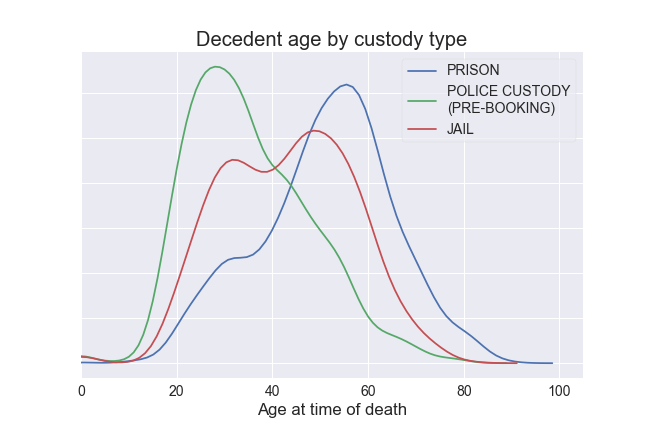 Decedent age by custody type
PRISON
POLICE CUSTODY
(PRE-BOOKING)
JAIL
0 20 40 60 80 100
Age at time of death